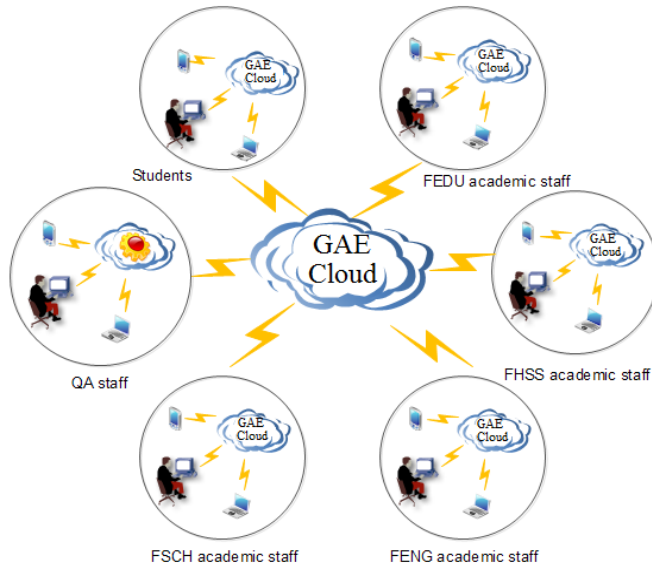 GAE
Cloud
GAE
Cloud
Students
FEDU academic staff
GAE
Cloud
GAE
Cloud
QA staff
FHSS academic staff
GAE
Cloud
GAE
Cloud
FSCH academic staff
FENG academic staff